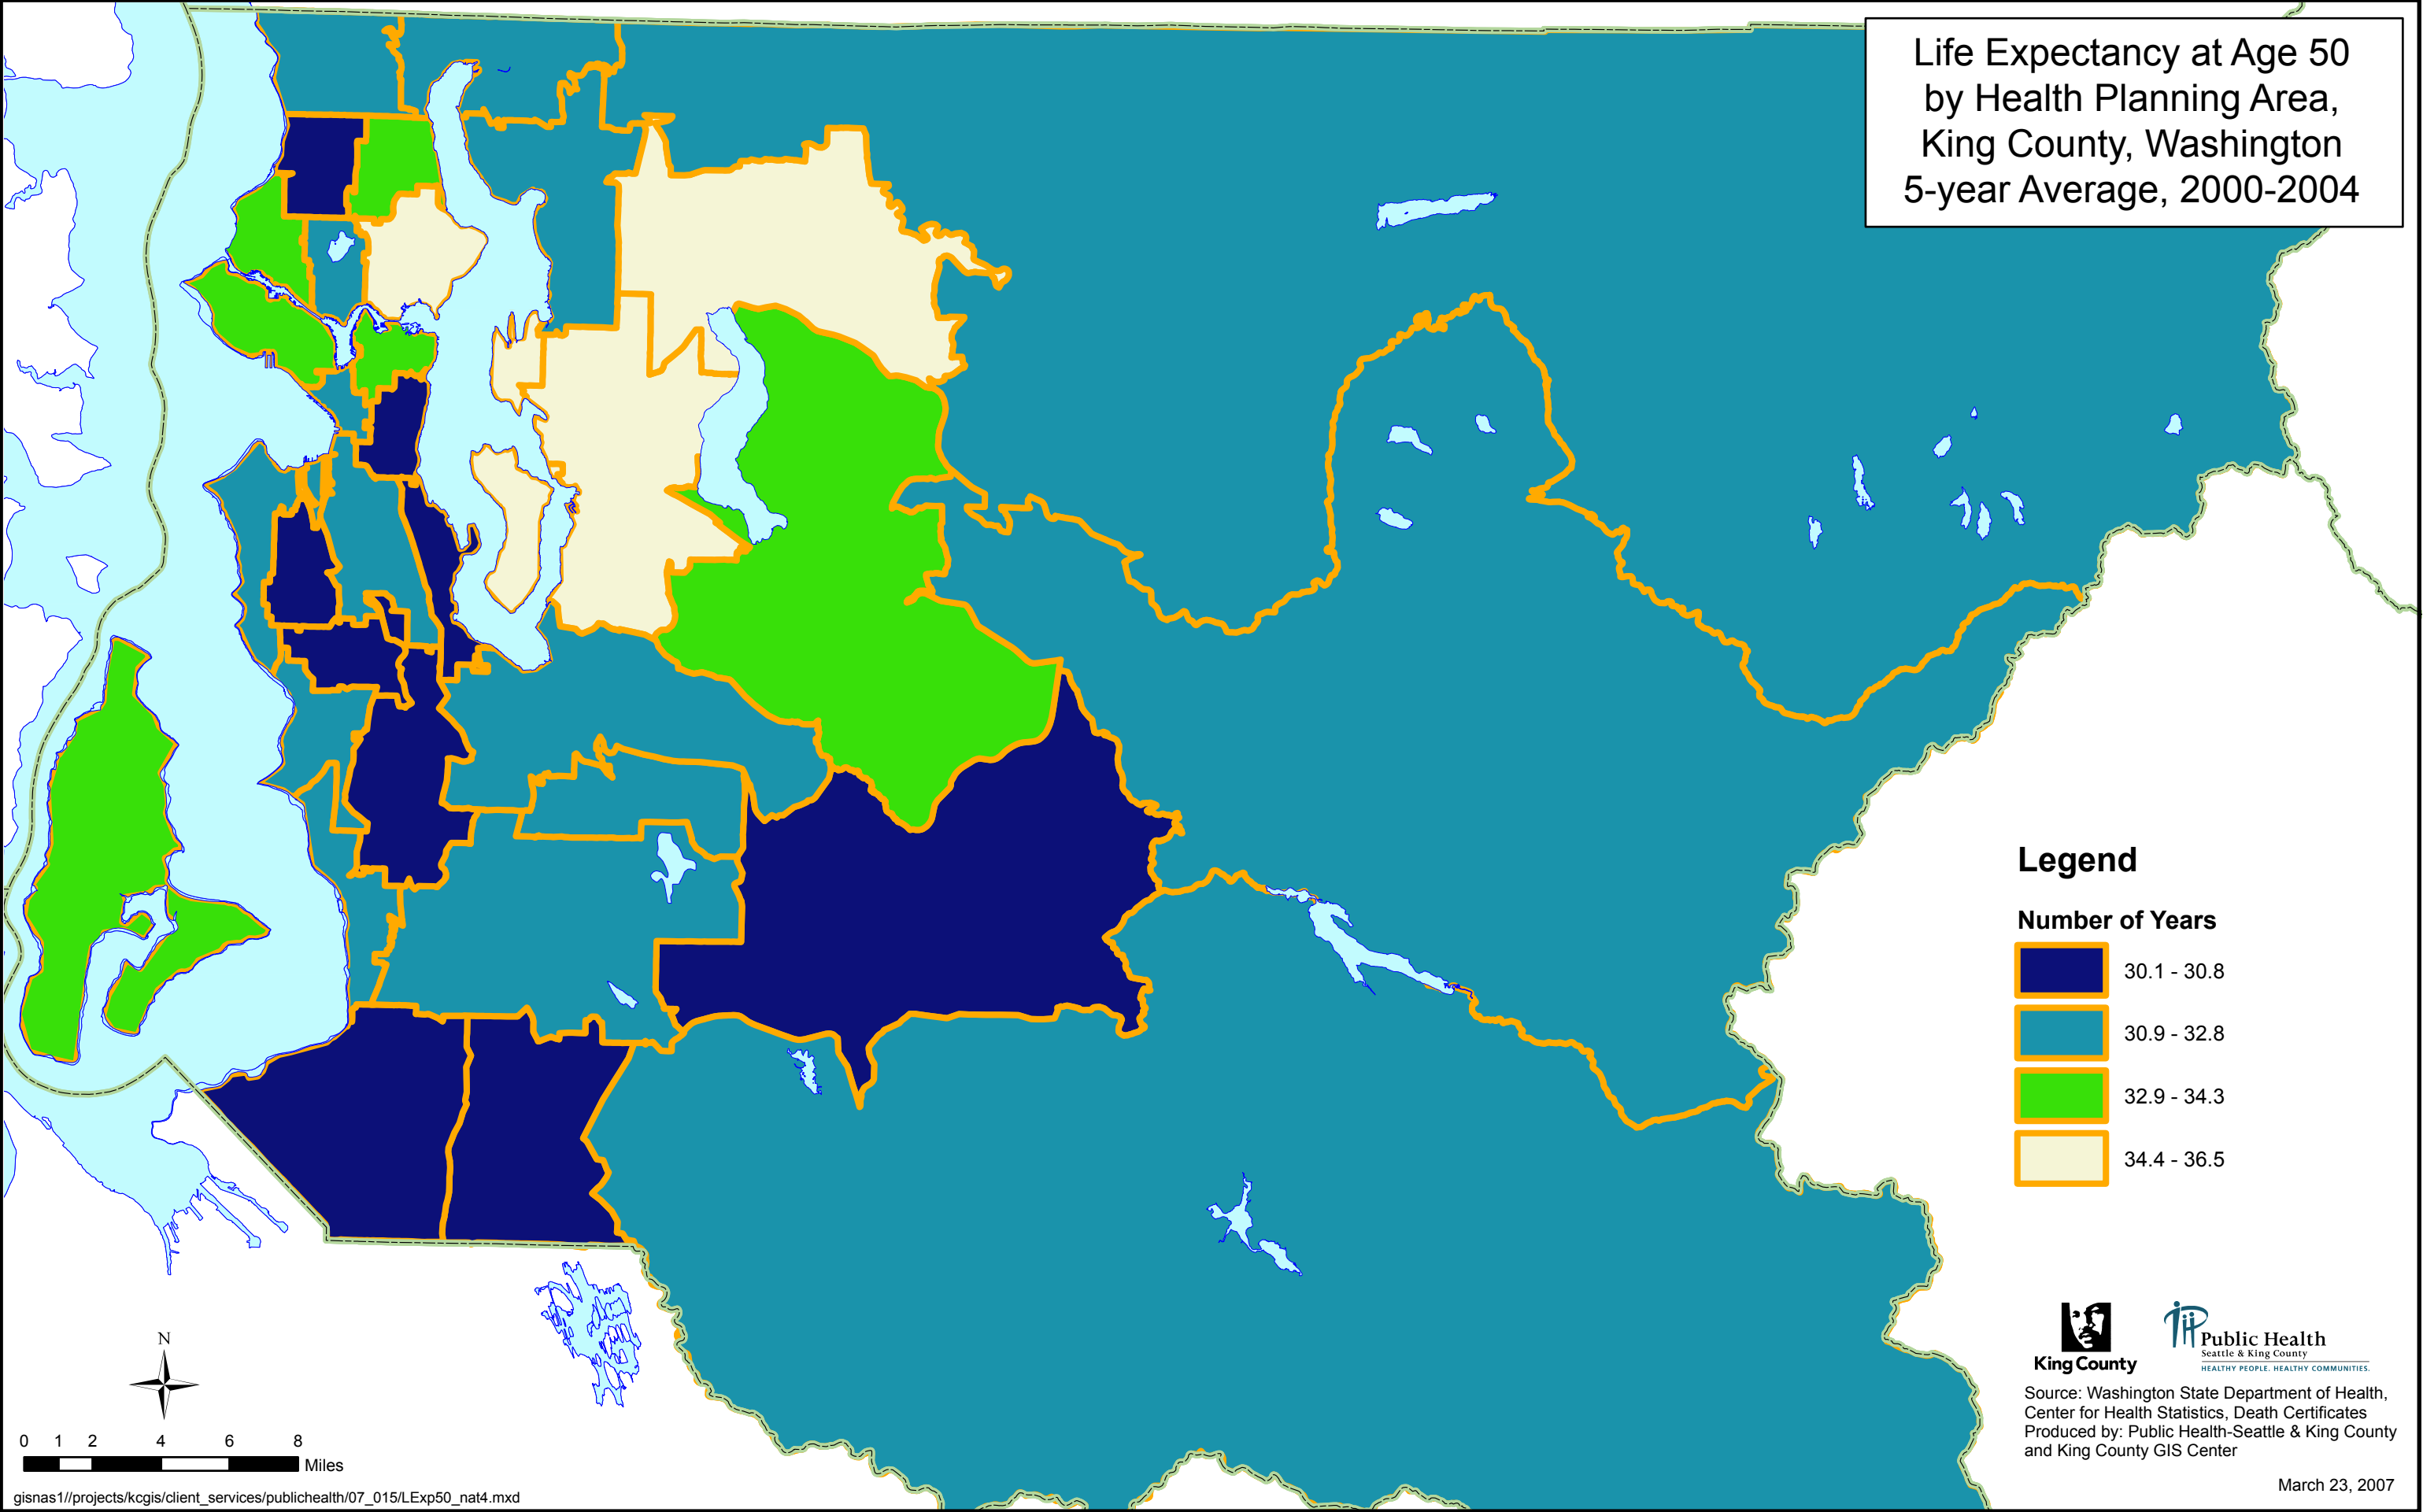 Life Expectancy at Age 50
by Health Planning Area,
King County, Washington
5-year Average, 2000-2004
Legend
Number of Years
30.1 - 30.8
30.9 - 32.8
32.9 - 34.3
34.4 - 36.5
King County
Public Health
Seattle & King County
HEALTHY PEOPLE. HEALTHY COMMUNITIES.
Source: Washington State Department of Health,
Center for Health Statistics, Death Certificates
Produced by: Public Health-Seattle & King County
and King County GIS Center
March 23, 2007
N
0 1 2 4 6 8
Miles
gisnas1//projects/kcgis/client_services/publichealth/07_015/LExp50_nat4.mxd